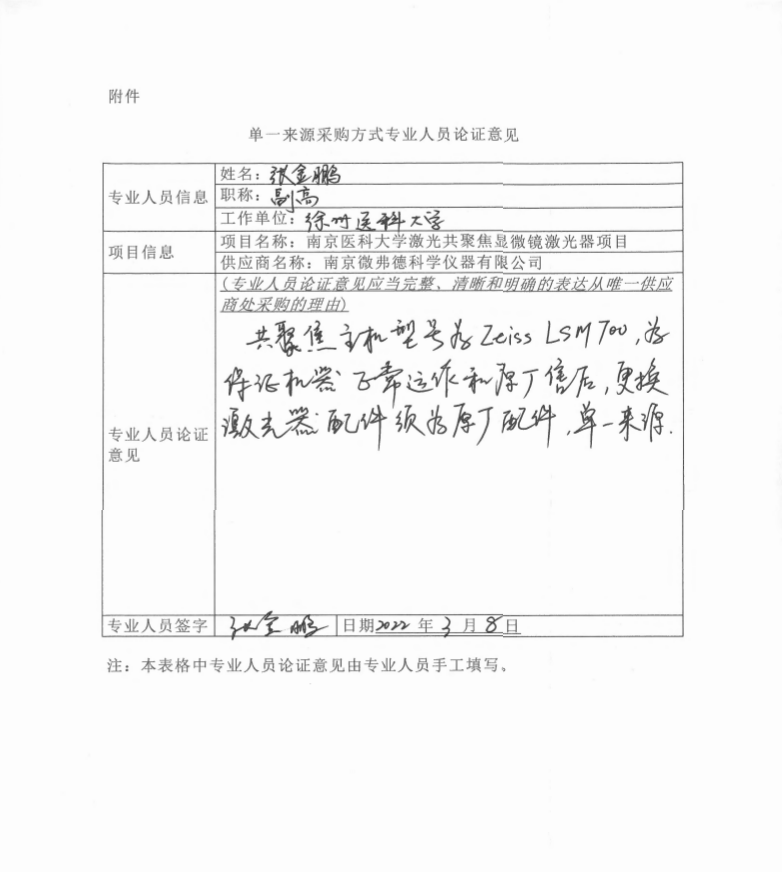 附件
单一来源采购方式专业人员论证意见
专业人员信息
姓名：张金鹏
职称：副高
工作单位：徐州医科大学
项目信息
项目名称：南京医科大学激光共聚焦显微镜激光器项目
供应商名称：南京微弗德科学仪器有限公司
专业人员论证
意见
(专业人员论证意见应当完整、清晰和明确的表达从唯一供应
商处采购的理由)
共聚焦主机型号为Zeiss LSM700,为
保证机器正常运作和原厂售后,更换
激光器配件须为原厂配件,单一来源.
专业人员签字 张金鹏 日期2022年3月8日
注：本表格中专业人员论证意见由专业人员手工填写。